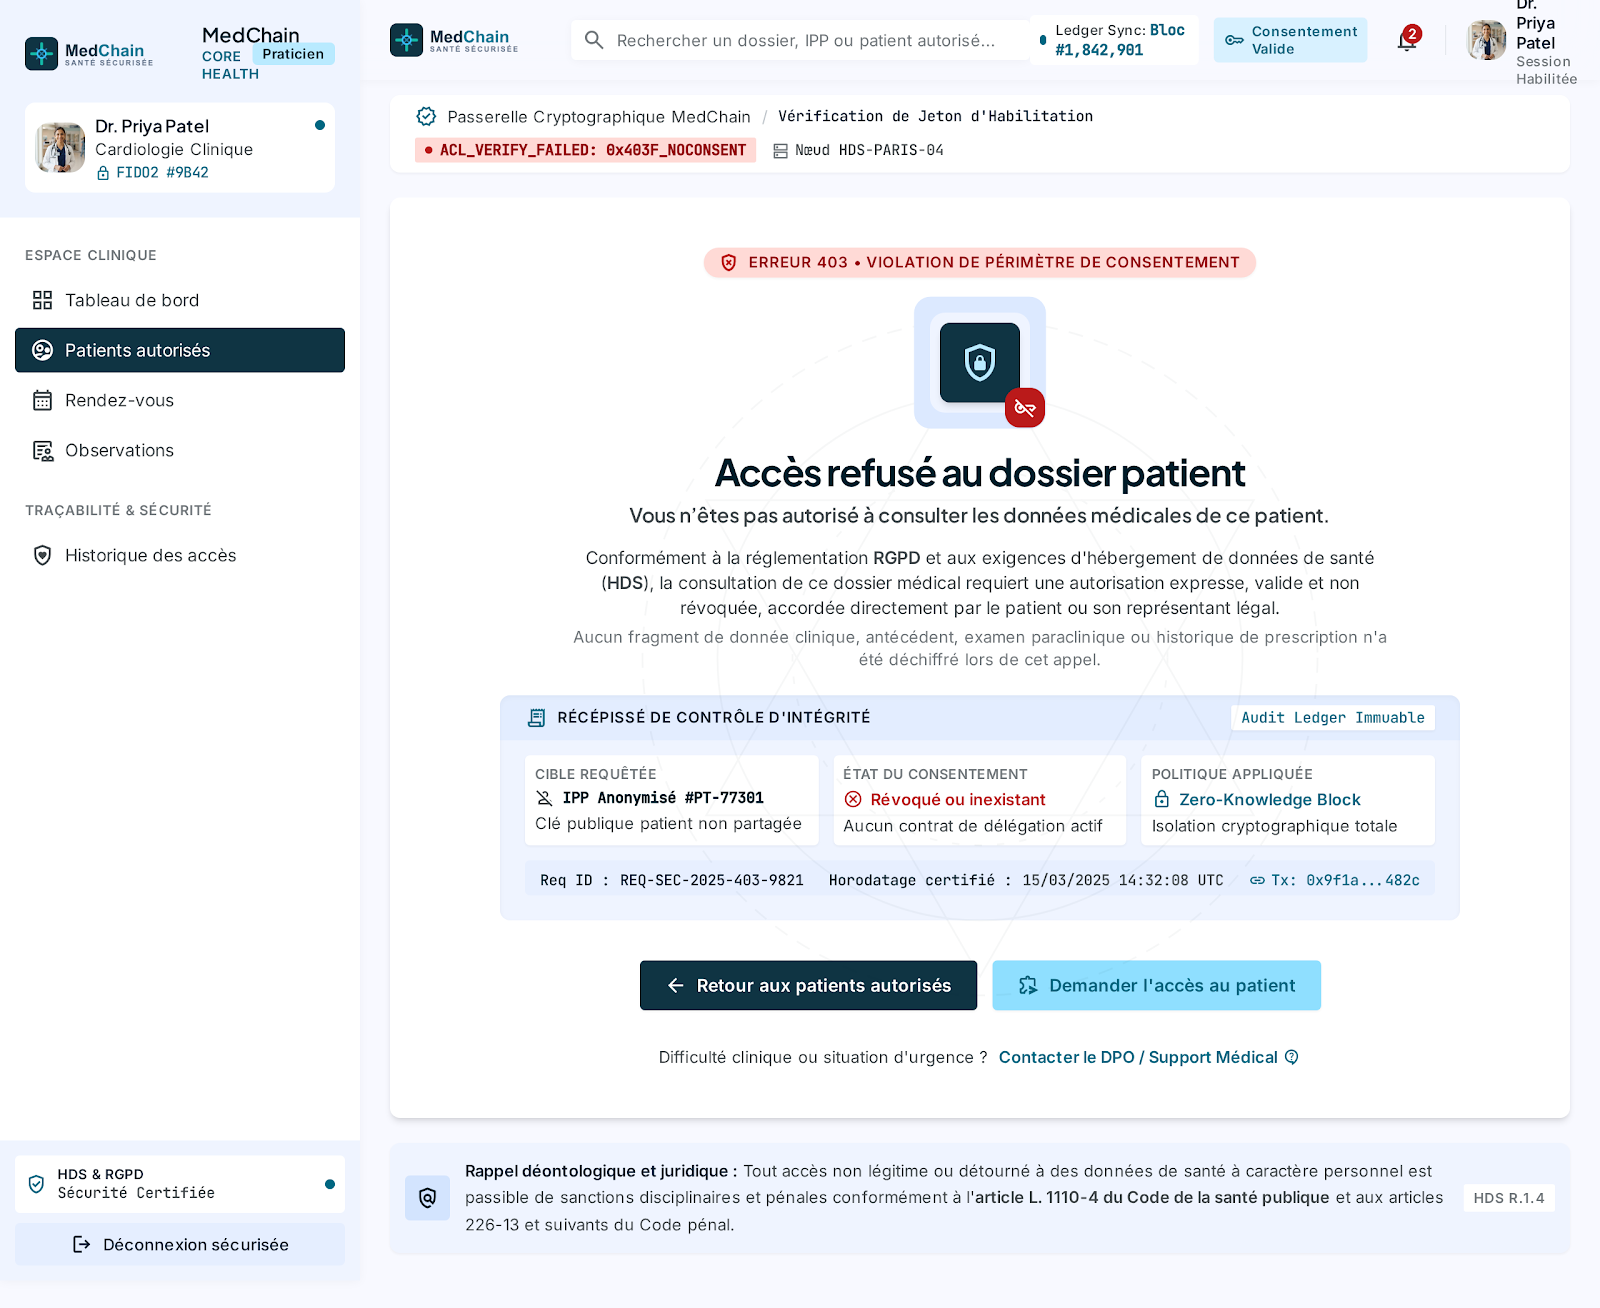 MedChain
SANTÉ SÉCURISÉE
MedChain
CORE
HEALTH
Praticien
Dr. Priya Patel
Cardiologie Clinique
FIDO2 #9B42
ESPACE CLINIQUE
Tableau de bord
Patients autorisés
Rendez-vous
Observations
TRAÇABILITÉ & SÉCURITÉ
Historique des accès
HDS & RGPD
Sécurité Certifiée
Déconnexion sécurisée
MedChain
SANTÉ SÉCURISÉE
Rechercher un dossier, IPP ou patient autorisé...
Ledger Sync: Bloc
#1,842,901
Consentement
Valide
2
Dr.
Priya
Patel
Session
Habilitée
Passerelle Cryptographique MedChain / Vérification de Jeton d'Habilitation
ACL_VERIFY_FAILED: 0x403F_NOCONSENT
Nœud HDS-PARIS-04
ERREUR 403 • VIOLATION DE PÉRIMÈTRE DE CONSENTEMENT
Accès refusé au dossier patient
Vous n’êtes pas autorisé à consulter les données médicales de ce patient.
Conformément à la réglementation RGPD et aux exigences d'hébergement de données de santé
(HDS), la consultation de ce dossier médical requiert une autorisation expresse, valide et non
révoquée, accordée directement par le patient ou son représentant légal.
Aucun fragment de donnée clinique, antécédent, examen paraclinique ou historique de prescription n'a
été déchiffré lors de cet appel.
RÉCÉPISSÉ DE CONTRÔLE D'INTÉGRITÉ
Audit Ledger Immuable
CIBLE REQUÊTÉE
IPP Anonymisé #PT-77301
Clé publique patient non partagée
ÉTAT DU CONSENTEMENT
Révoqué ou inexistant
Aucun contrat de délégation actif
POLITIQUE APPLIQUÉE
Zero-Knowledge Block
Isolation cryptographique totale
Req ID : REQ-SEC-2025-403-9821
Horodatage certifié : 15/03/2025 14:32:08 UTC
Tx: 0x9f1a...482c
Retour aux patients autorisés
Demander l'accès au patient
Difficulté clinique ou situation d'urgence ? Contacter le DPO / Support Médical
Rappel déontologique et juridique : Tout accès non légitime ou détourné à des données de santé à caractère personnel est
passible de sanctions disciplinaires et pénales conformément à l'article L. 1110-4 du Code de la santé publique et aux articles
226-13 et suivants du Code pénal.
HDS R.1.4